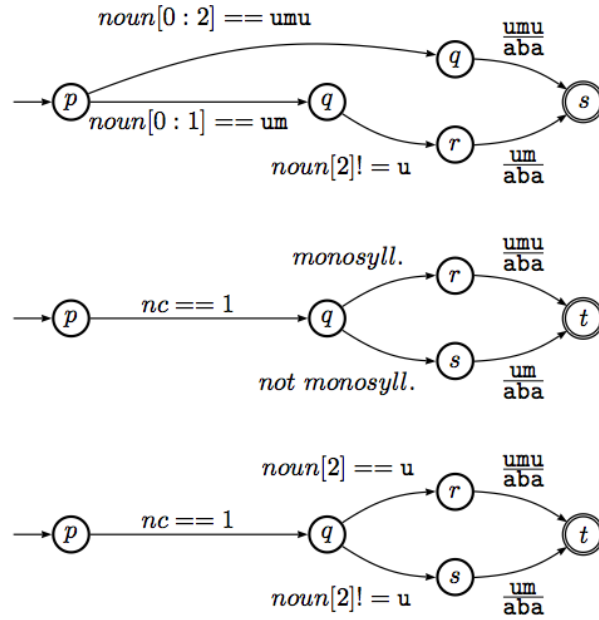 noun[0 : 2] == umu
umu
aba
q
p
q
s
noun[0 : 1] == um
r
noun[2]! = u
um
aba
monosyll.
umu
aba
r
nc == 1
p
q
t
s
not monosyll.
um
aba
noun[2] == u
umu
aba
r
nc == 1
p
q
t
s
noun[2]! = u
um
aba